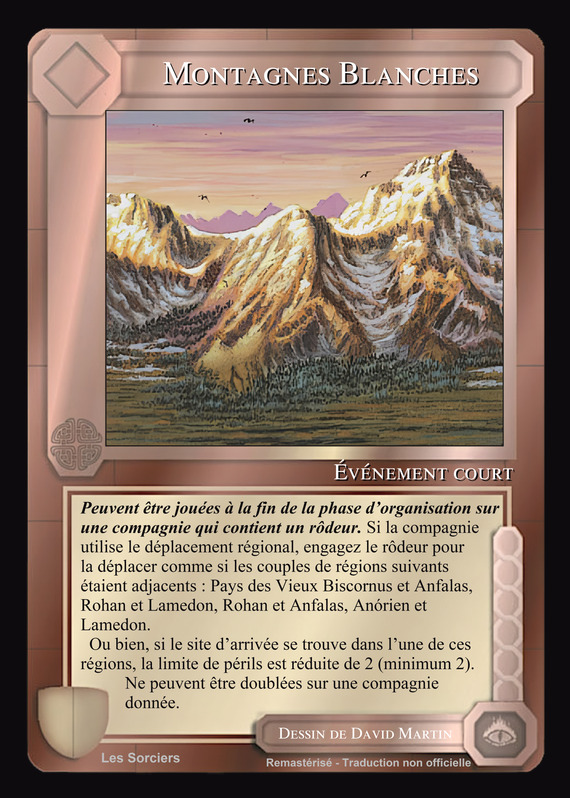 Montagnes Blanches
Événement court
Peuvent être jouées à la fin de la phase d'organisation sur
une compagnie qui contient un rôdeur. Si la compagnie
utilise le déplacement régional, engagez le rôdeur pour
la déplacer comme si les couples de régions suivants
étaient adjacents : Pays des Vieux Biscornus et Anfalas,
Rohan et Lamedon, Rohan et Anfalas, Anórien et
Lamedon.
Ou bien, si le site d'arrivée se trouve dans l'une de ces
régions, la limite de périls est réduite de 2 (minimum 2).
Ne peuvent être doublées sur une compagnie
donnée.
Dessin de David Martin
Les Sorciers
Remastérisé - Traduction non officielle